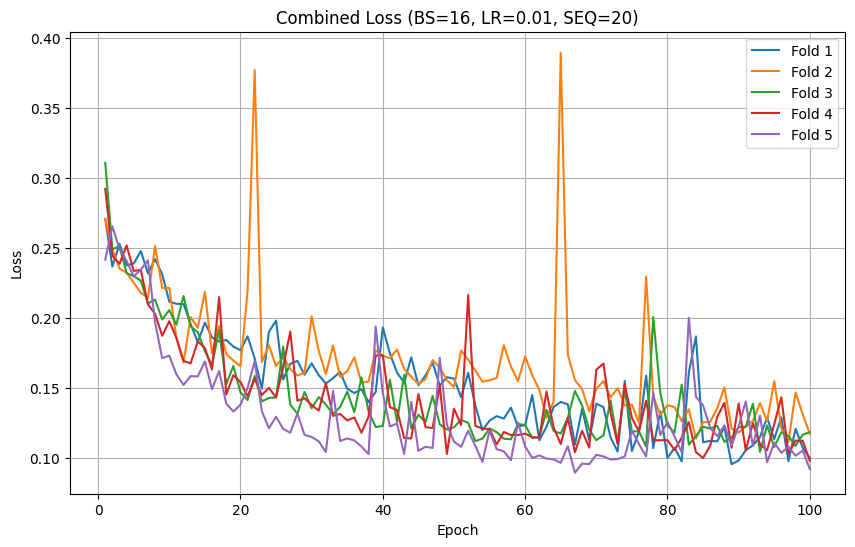 Combined Loss (BS=16, LR=0.01, SEQ=20)
0.40
0.35
0.30
0.25
0.20
0.15
0.10
Loss
0
20
40
60
80
100
Epoch
Fold 1
Fold 2
Fold 3
Fold 4
Fold 5